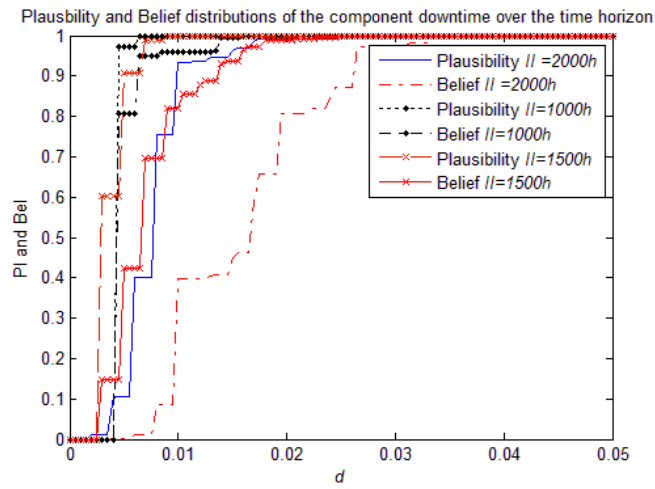 Plausbility and Belief distributions of the component downtime over the time horizon
1
0.9
0.8
0.7
0.6
0.5
0.4
0.3
0.2
0.1
0
Pl and Bel
Plausibility II =2000h
Belief II =2000h
Plausibility II=1000h
Belief II=1000h
Plausibility II=1500h
Belief II=1500h
0 0.01 0.02 0.03 0.04 0.05
d